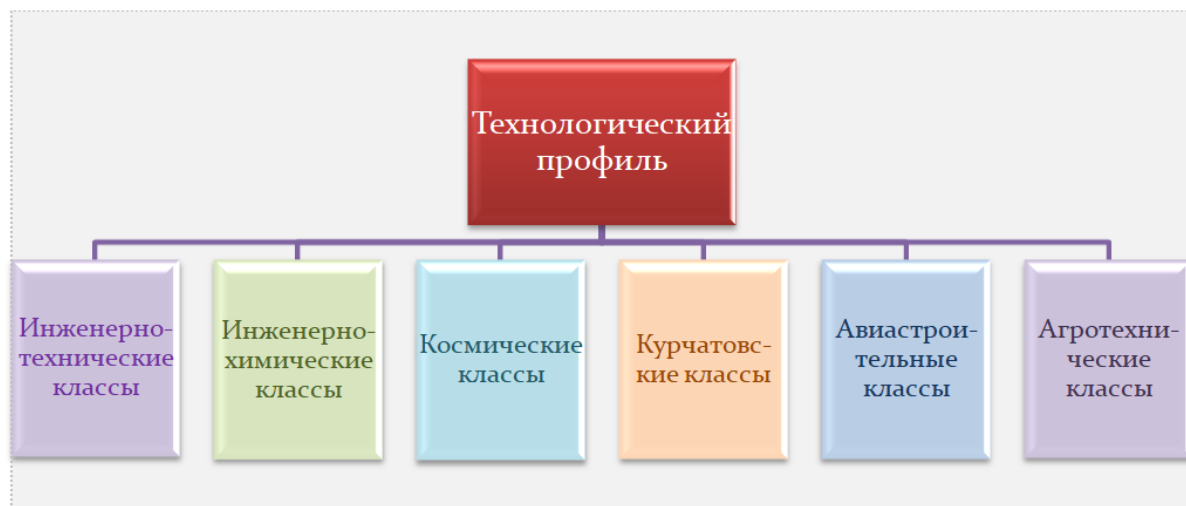 Технологический
профиль
Инженерно-
технические
классы
Инженерно-
химические
классы
Космические
классы
Курчатовс-
кие классы
Авиастрои-
тельные
классы
Агротехни-
ческие
классы